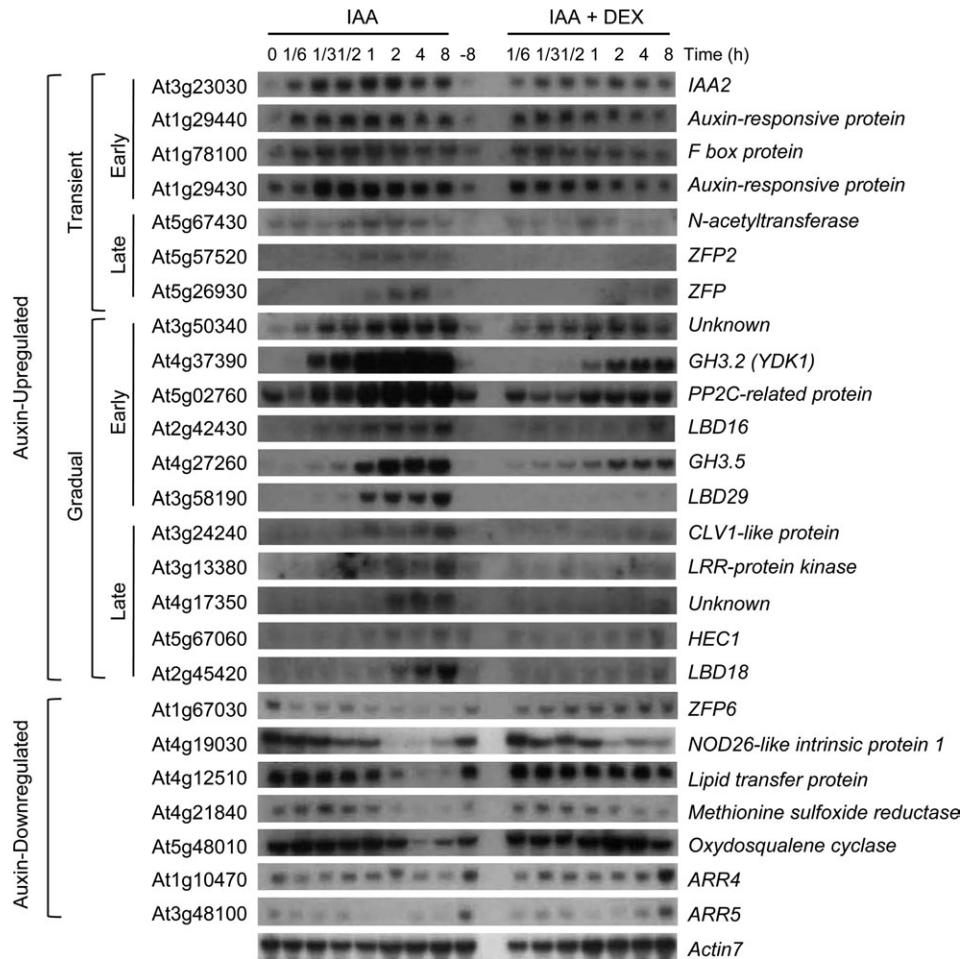 IAA IAA + DEX
0 1/6 1/3 1/2 1 2 4 8 -8 1/6 1/3 1/2 1 2 4 8 Time (h)
Auxin-Upregulated
Transient
Early
At3g23030 IAA2
At1g29440 Auxin-responsive protein
At1g78100 F box protein
At1g29430 Auxin-responsive protein
Late
At5g67430 N-acetyltransferase
At5g57520 ZFP2
At5g26930 ZFP
Gradual
Early
At3g50340 Unknown
At4g37390 GH3.2 (YDK1)
At5g02760 PP2C-related protein
At2g42430 LBD16
At4g27260 GH3.5
At3g58190 LBD29
Late
At3g24240 CLV1-like protein
At3g13380 LRR-protein kinase
At4g17350 Unknown
At5g67060 HEC1
At2g45420 LBD18
Auxin-Downregulated
At1g67030 ZFP6
At4g19030 NOD26-like intrinsic protein 1
At4g12510 Lipid transfer protein
At4g21840 Methionine sulfoxide reductase
At5g48010 Oxydosqualene cyclase
At1g10470 ARR4
At3g48100 ARR5
Actin7